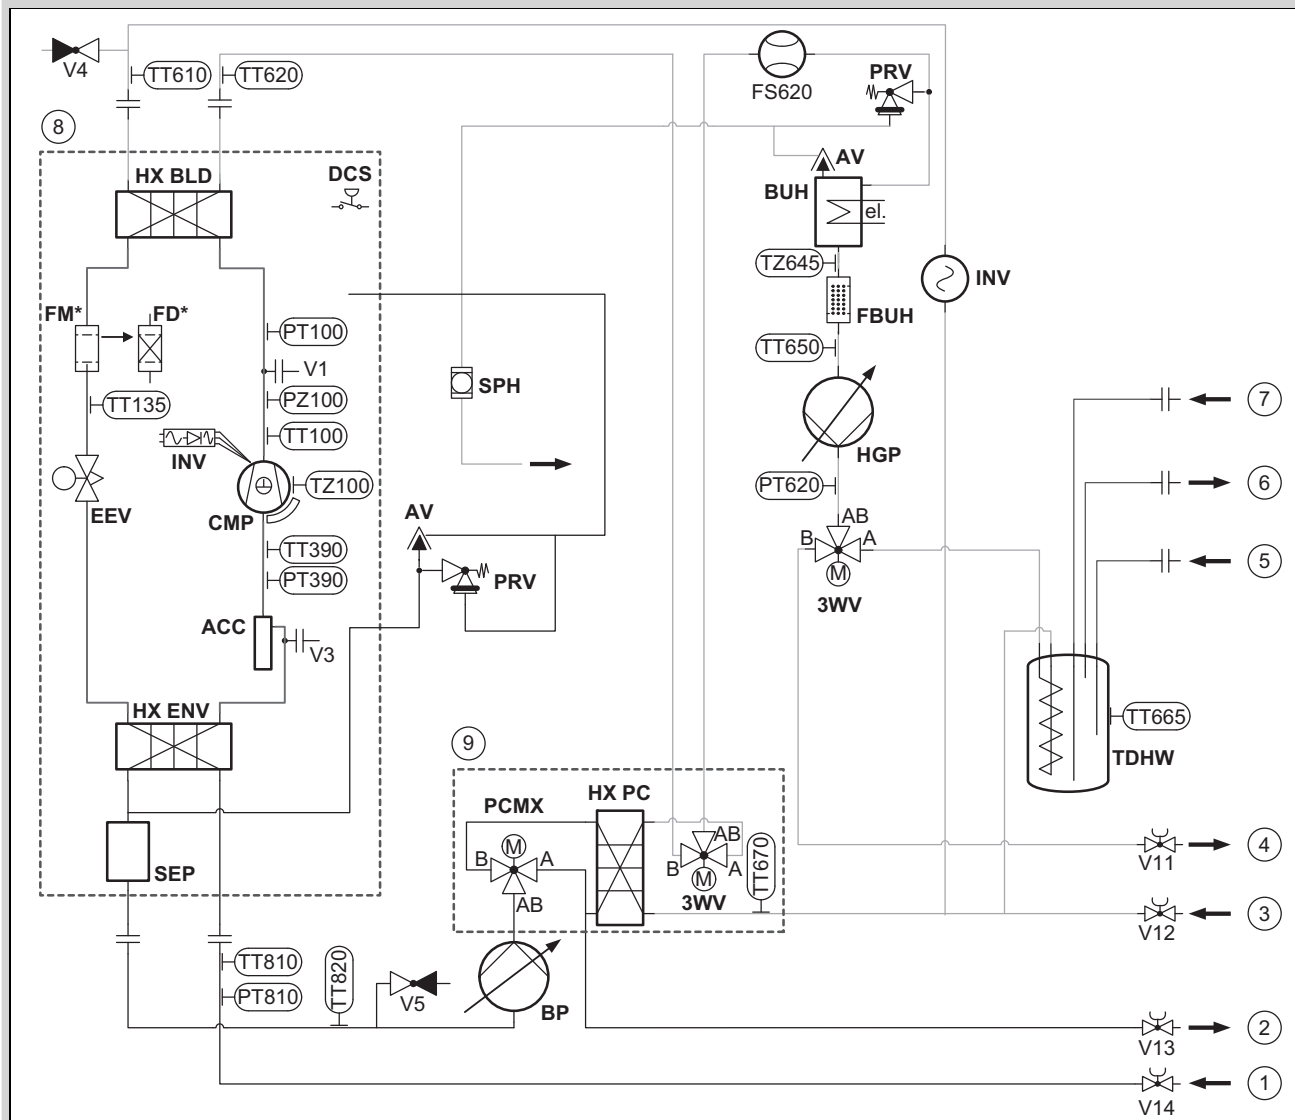 V4
TT610
TT620
FS620
PRV
8
HX BLD
DCS
AV
BUH
el.
TZ645
INV
FM*
FD*
PT100
FBUH
V1
TT650
SPH
TT135
PZ100
7
TT100
INV
HGP
TZ100
PT620
6
EEV
CMP
AV
AB
B
A
M
TT390
5
PT390
PRV
3WV
ACC
V3
HX ENV
TT665
9
TDHW
HX PC
PCMX
AB
M
B
A
B
A
M
TT670
4
V11
SEP
3WV
AB
3
V12
TT810
TT820
PT810
V5
BP
2
V13
1
V14